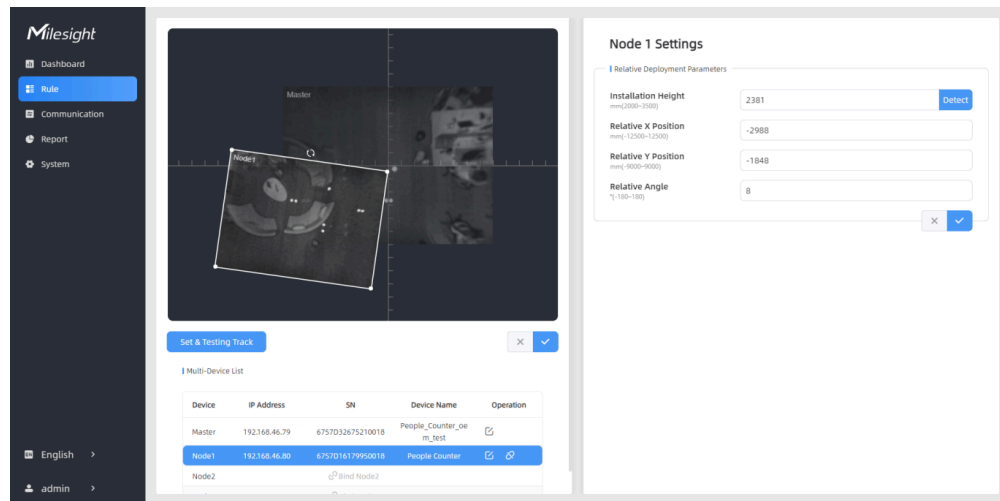 Milesight
Dashboard
Rule
Communication
Report
System
EN English >
admin >
Master
Node1
Set & Testing Track
Multi-Device List
Device IP Address SN Device Name Operation
Master 192.168.46.79 6757D32675210018 People_Counter_oe
m_test
Node1 192.168.46.80 6757D16179950018 People Counter
Node2 Bind Node2
Node 1 Settings
Relative Deployment Parameters
Installation Height
mm(2000~3500)
2381 Detect
Relative X Position
mm(-12500~12500)
-2988
Relative Y Position
mm(-9000~9000)
-1848
Relative Angle
°(-180~180)
8